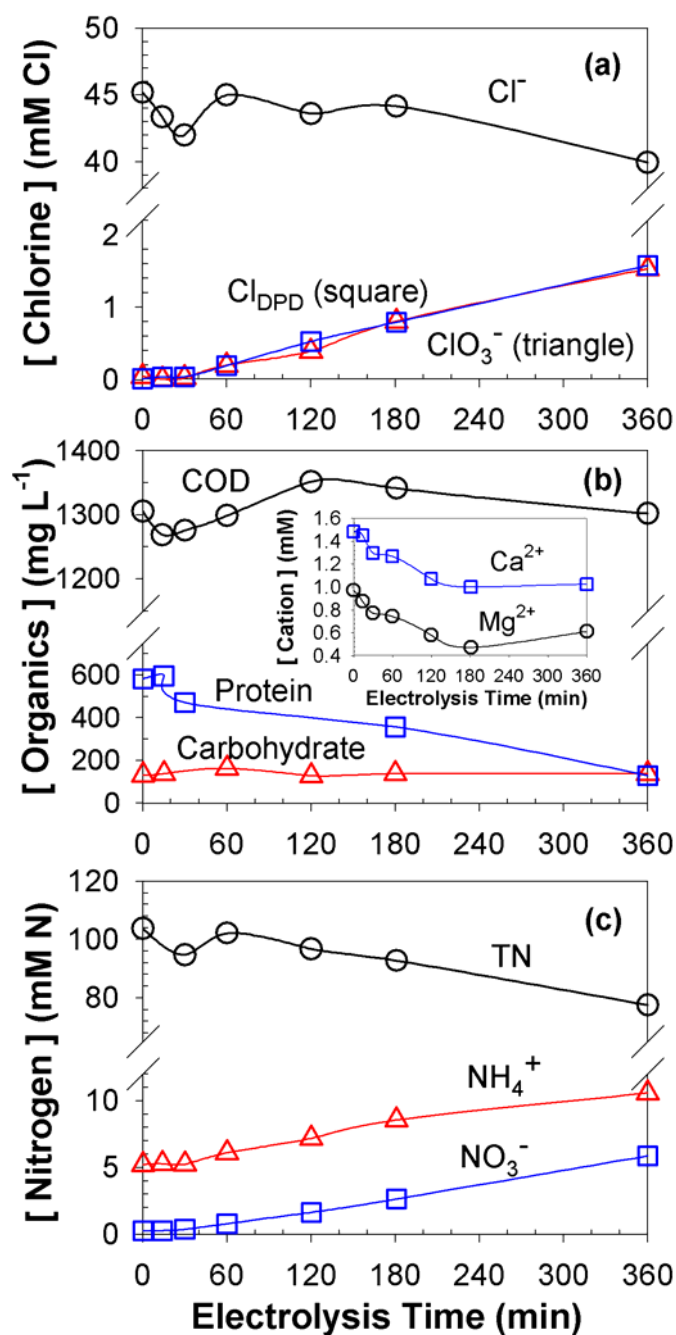 [ Chlorine ] (mM Cl)
50
45
40
2
1
0
(a)
Cl⁻
Cl_DPD (square)
ClO₃⁻ (triangle)
0 60 120 180 240 300 360
[ Organics ] (mg L⁻¹)
1400
1300
1200
600
400
200
0
(b)
COD
Protein
Carbohydrate
[ Cation ] (mM)
1.6
1.4
1.2
1.0
0.8
0.6
0.4
Ca²⁺
Mg²⁺
0 60 120 180 240 300 360
Electrolysis Time (min)
0 60 120 180 240 300 360
[ Nitrogen ] (mM N)
120
100
80
10
5
0
(c)
TN
NH₄⁺
NO₃⁻
0 60 120 180 240 300 360
Electrolysis Time (min)